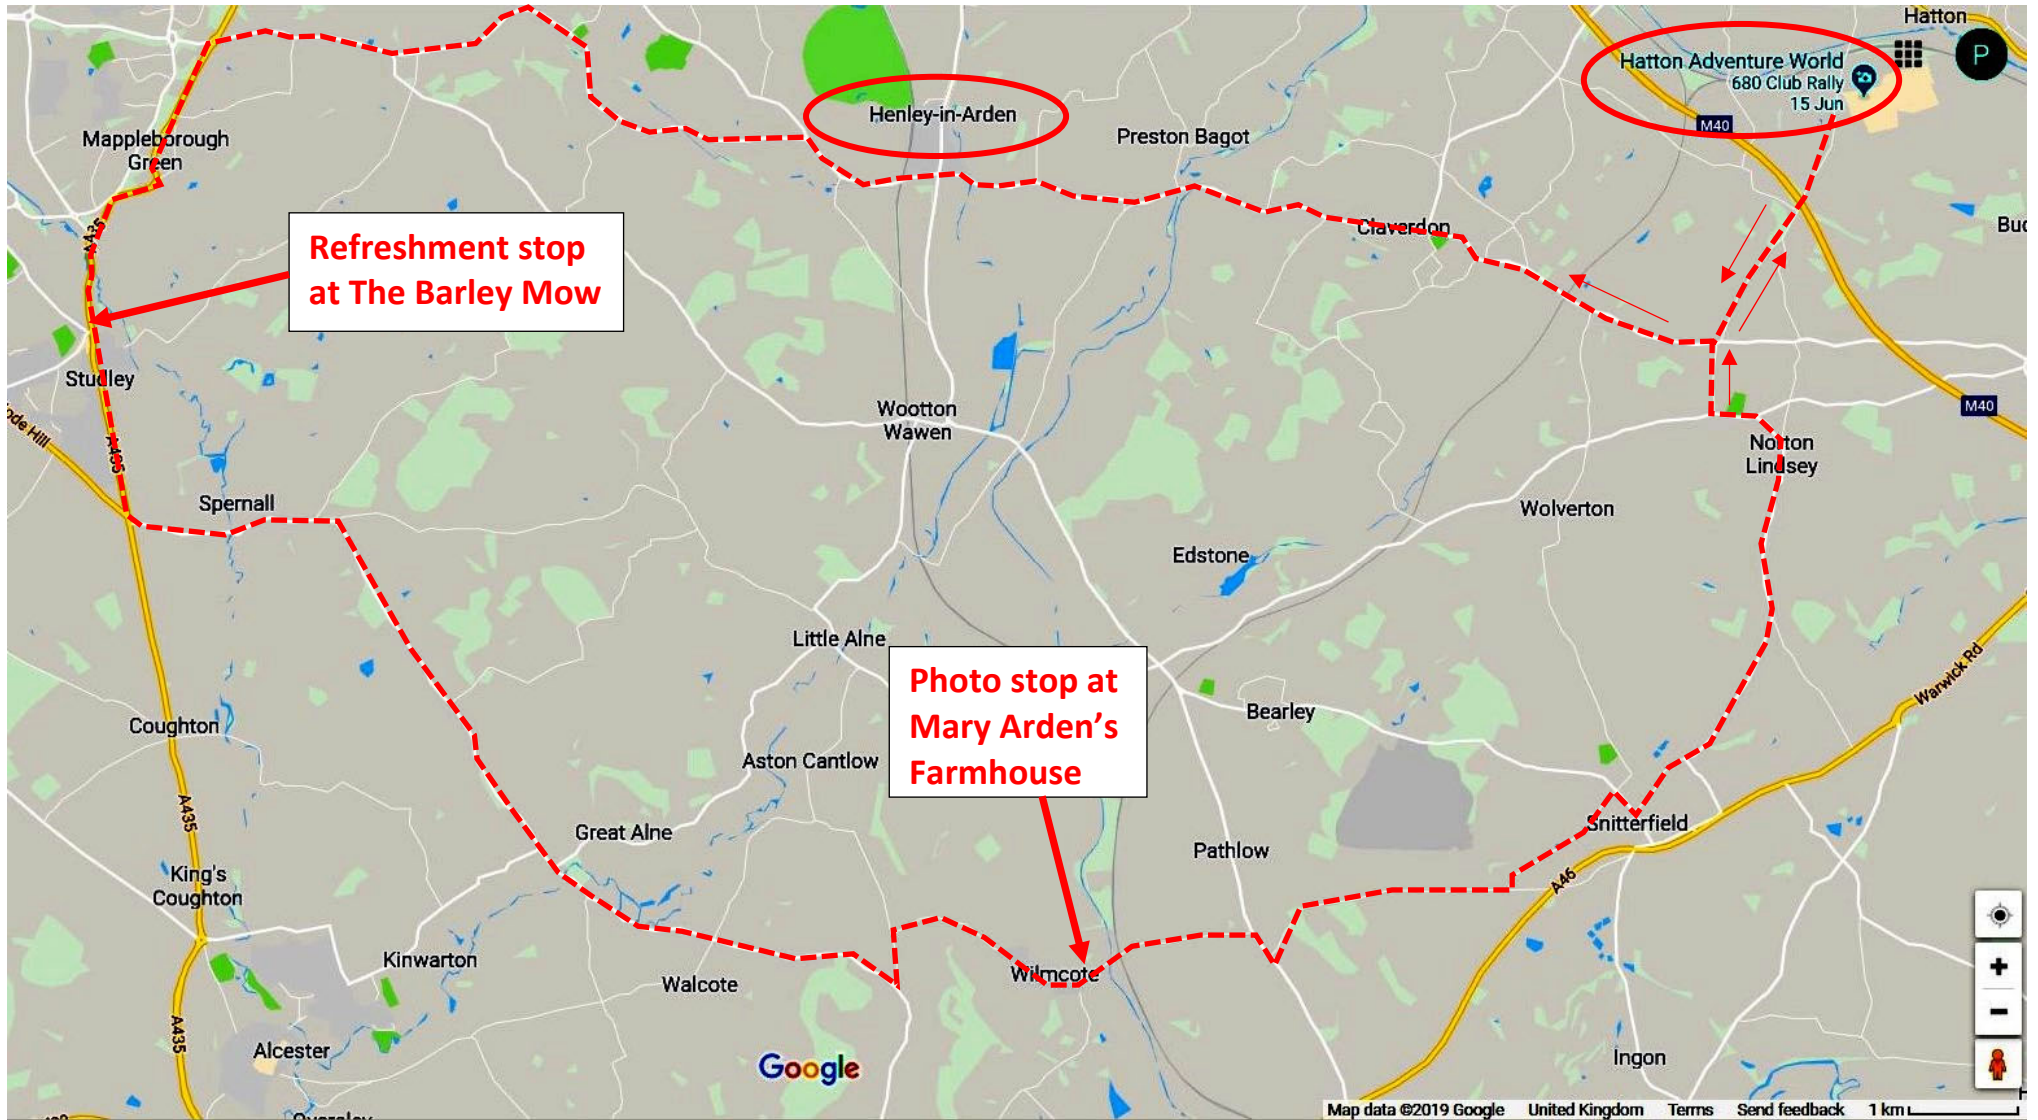 Hatton
Hatton Adventure World
680 Club Rally
15 Jun
P
Henley-in-Arden
M40
Preston Bagot
Mappleborough
Green
A435
Refreshment stop
at The Barley Mow
Claverdon
Studley
Wootton
Wawen
M40
A435
Norton
Lindsey
Spernall
Wolverton
Edstone
Little Alne
Photo stop at
Mary Arden’s
Farmhouse
Warwick Rd
Bearley
Coughton
Aston Cantlow
A435
Great Alne
Snitterfield
Pathlow
King's
Coughton
A46
Kinwarton
Walcote
Wilmcote
A435
Alcester
Ingon
Google
+
−
Map data ©2019 Google United Kingdom Terms Send feedback 1 km